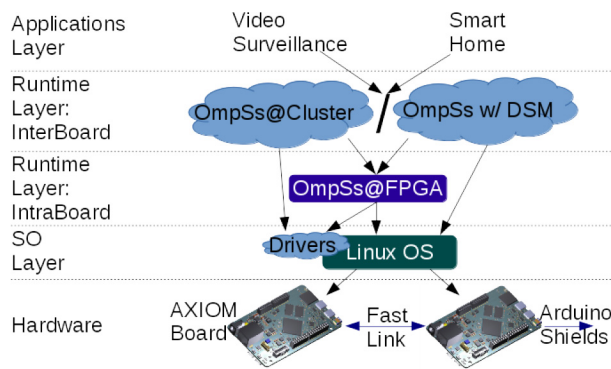 Applications
Layer
Video
Surveillance
Smart
Home
Runtime
Layer:
InterBoard
OmpSs@Cluster
/
OmpSs w/ DSM
Runtime
Layer:
IntraBoard
OmpSs@FPGA
SO
Layer
Drivers
Linux OS
Hardware
AXIOM
Board
Fast
Link
Arduino
Shields